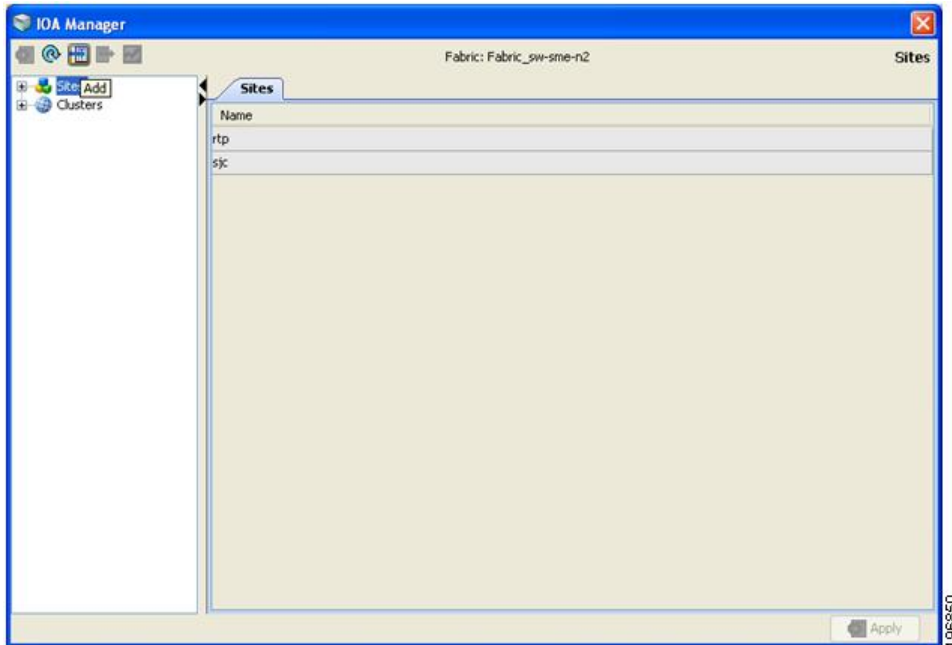 IOA Manager
Fabric: Fabric_sw-sme-n2
Sites
Add
Clusters
Sites
Name
rtp
sjc
Apply